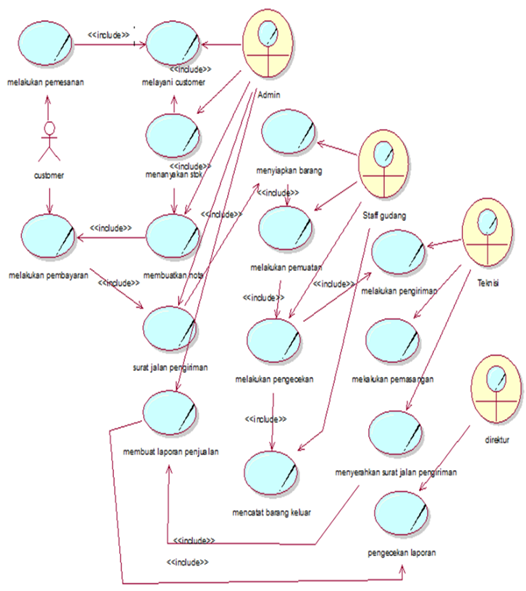 <<include>>
melakukan pemesanan
melayani customer
<<include>>
Admin
customer
menanyakan stok
<<include>>
menyiapkan barang
<<include>>
Staff gudang
<<include>>
<<include>>
melakukan pembayaran
membuatkan nota
melakukan pemuatan
melakukan pengiriman
Teknisi
<<include>>
<<include>>
surat jalan pengiriman
melakukan pengecekan
mekalukan pemasangan
<<include>>
direktur
membuat laporan penjualan
menyerahkan surat jalan pengiriman
mencatat barang keluar
<<include>>
pengecekan laporan
<<include>>